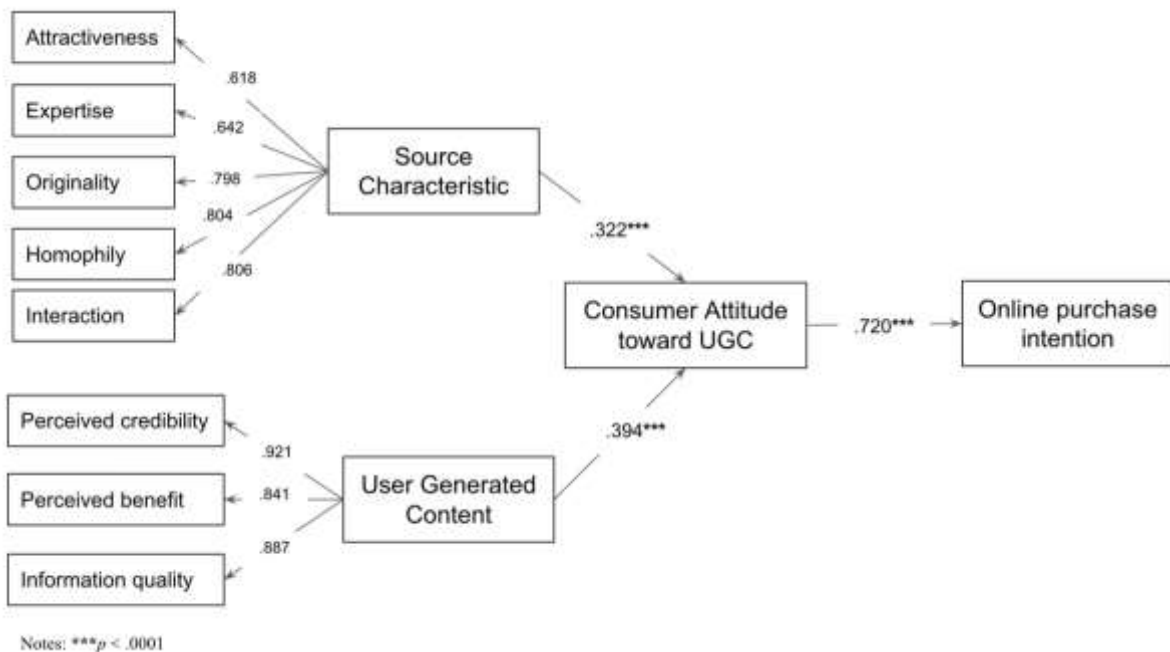 Attractiveness
.618
Expertise
.642
Source
Characteristic
Originality
.798
.804
.322***
Homophily
.806
Interaction
Consumer Attitude
toward UGC
.720***
Online purchase
intention
Perceived credibility
.394***
.921
Perceived benefit
.841
User Generated
Content
.887
Information quality
Notes: ***p < .0001